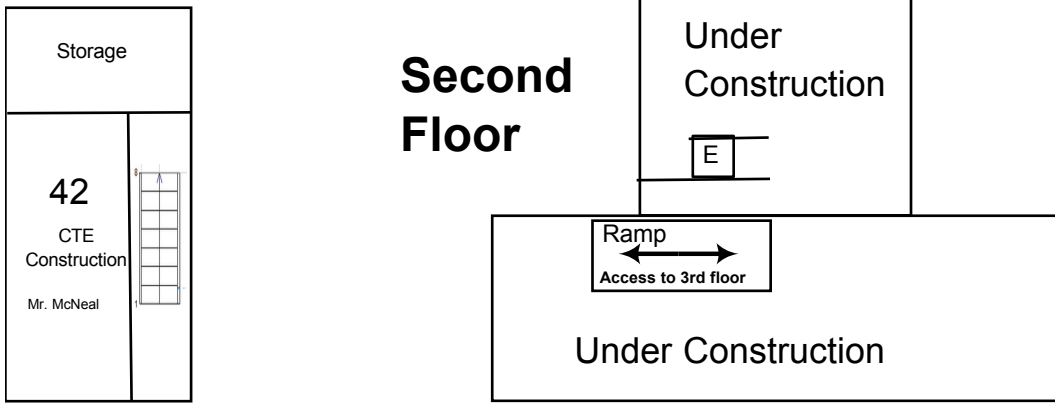 Storage
42
CTE
Construction
Mr. McNeal
Second
Floor
Under
Construction
E
Ramp
Access to 3rd floor
Under Construction